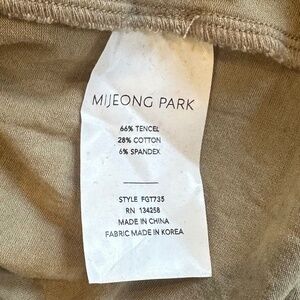 MIJEONG PARK
66% TENCEL
28% COTTON
6% SPANDEX
STYLE FGT735
RN 134258
MADE IN CHINA
FABRIC MADE IN KOREA